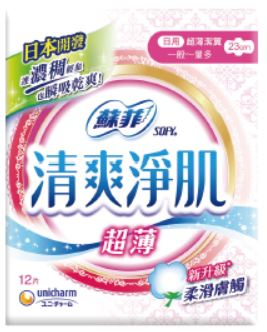 日本開發
連濃稠經血
也瞬吸乾爽!
日用 超薄潔翼
一般~量多
23cm
蘇菲
SOFY
清爽淨肌
超薄
12片
unicharm
ユニ・チャーム
新升級
柔滑膚觸